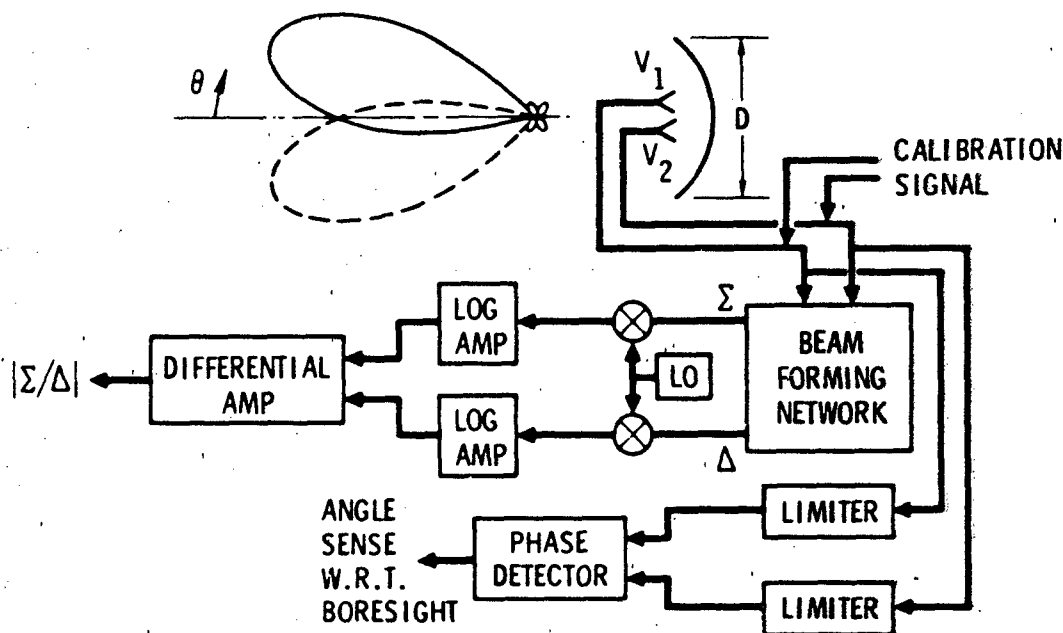 θ
V1
V2
D
CALIBRATION
SIGNAL
Σ
LOG
AMP
DIFFERENTIAL
AMP
|Σ/Δ|
LO
BEAM
FORMING
NETWORK
LOG
AMP
Δ
ANGLE
SENSE
W.R.T.
BORESIGHT
PHASE
DETECTOR
LIMITER
LIMITER